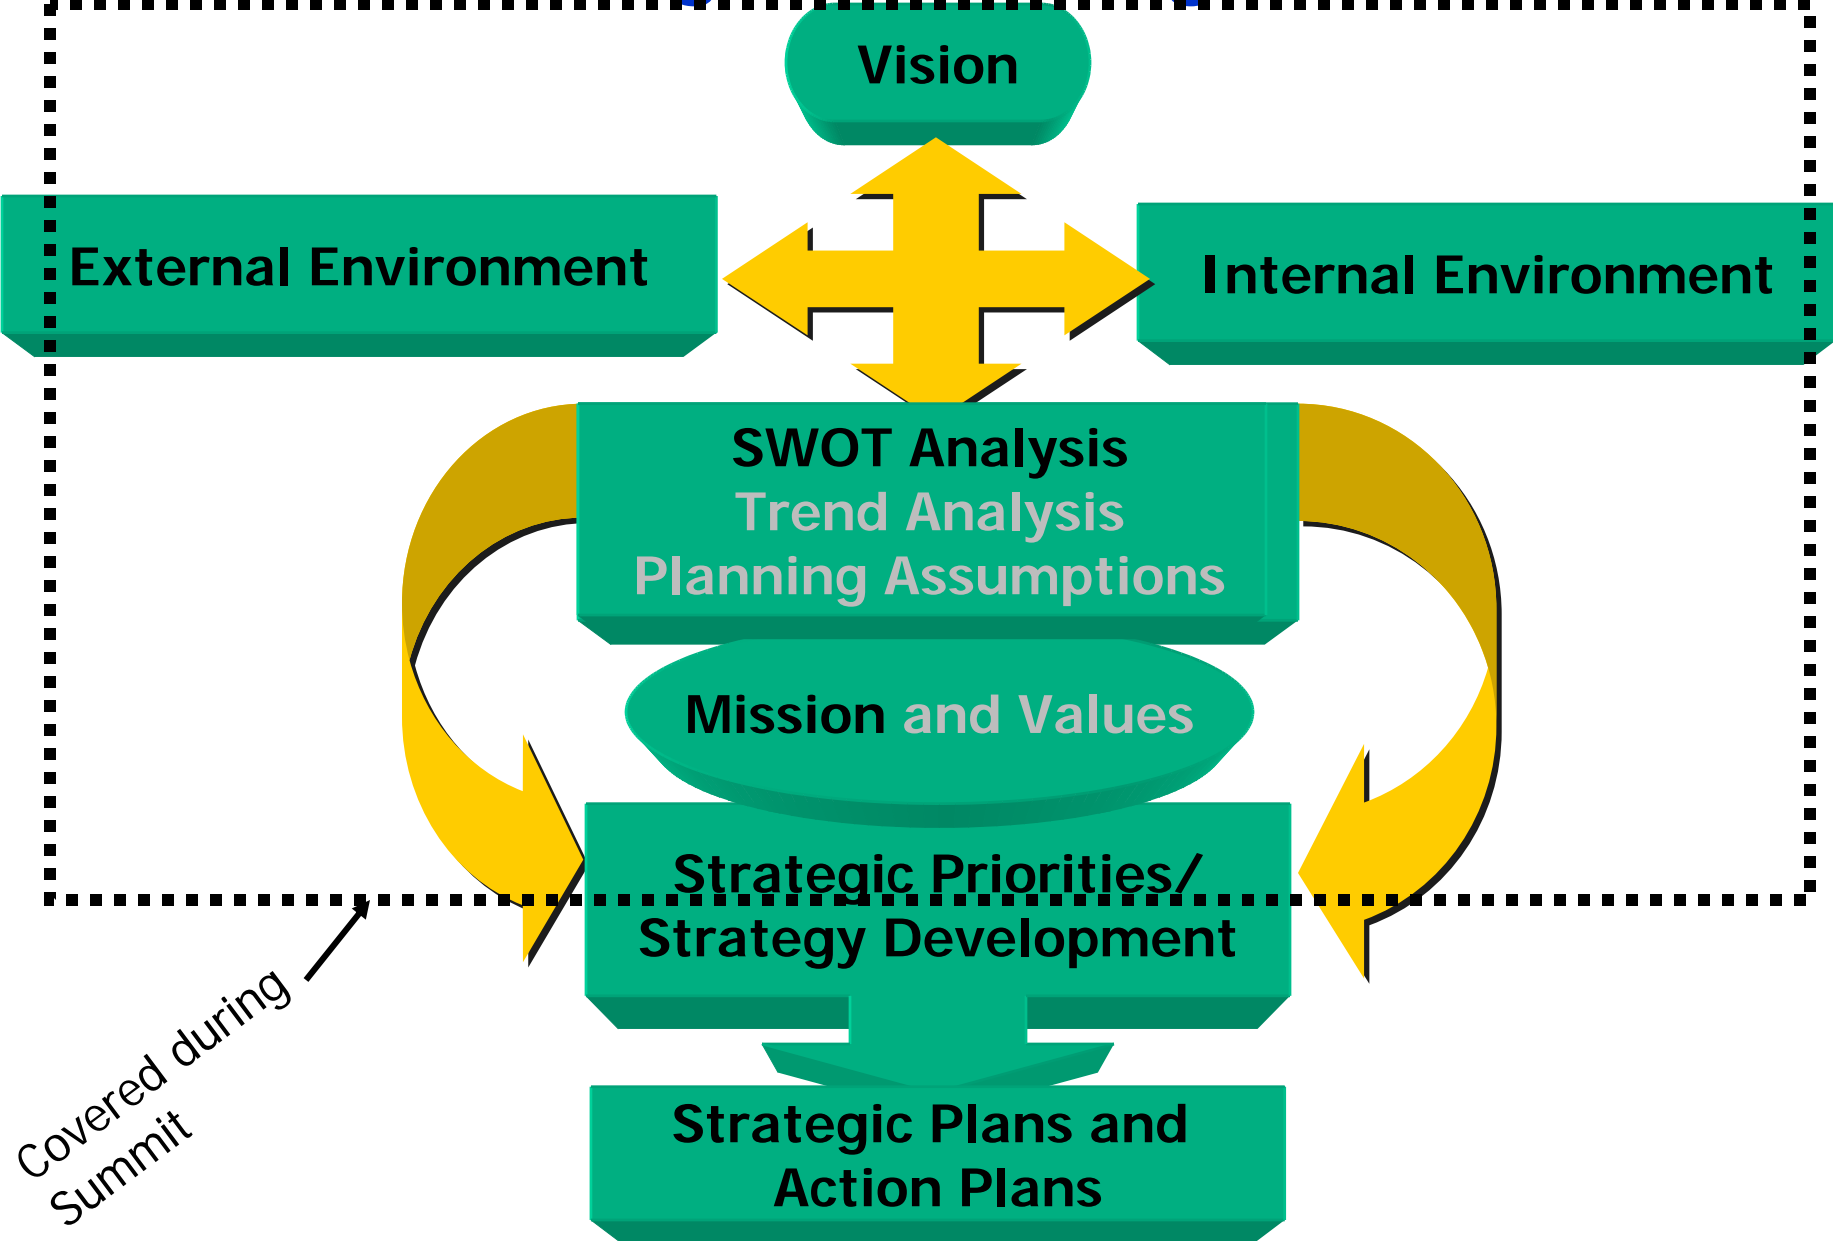 Vision
External Environment
Internal Environment
SWOT Analysis
Trend Analysis
Planning Assumptions
Mission and Values
Strategic Priorities/
Strategy Development
Covered during
Summit
Strategic Plans and
Action Plans